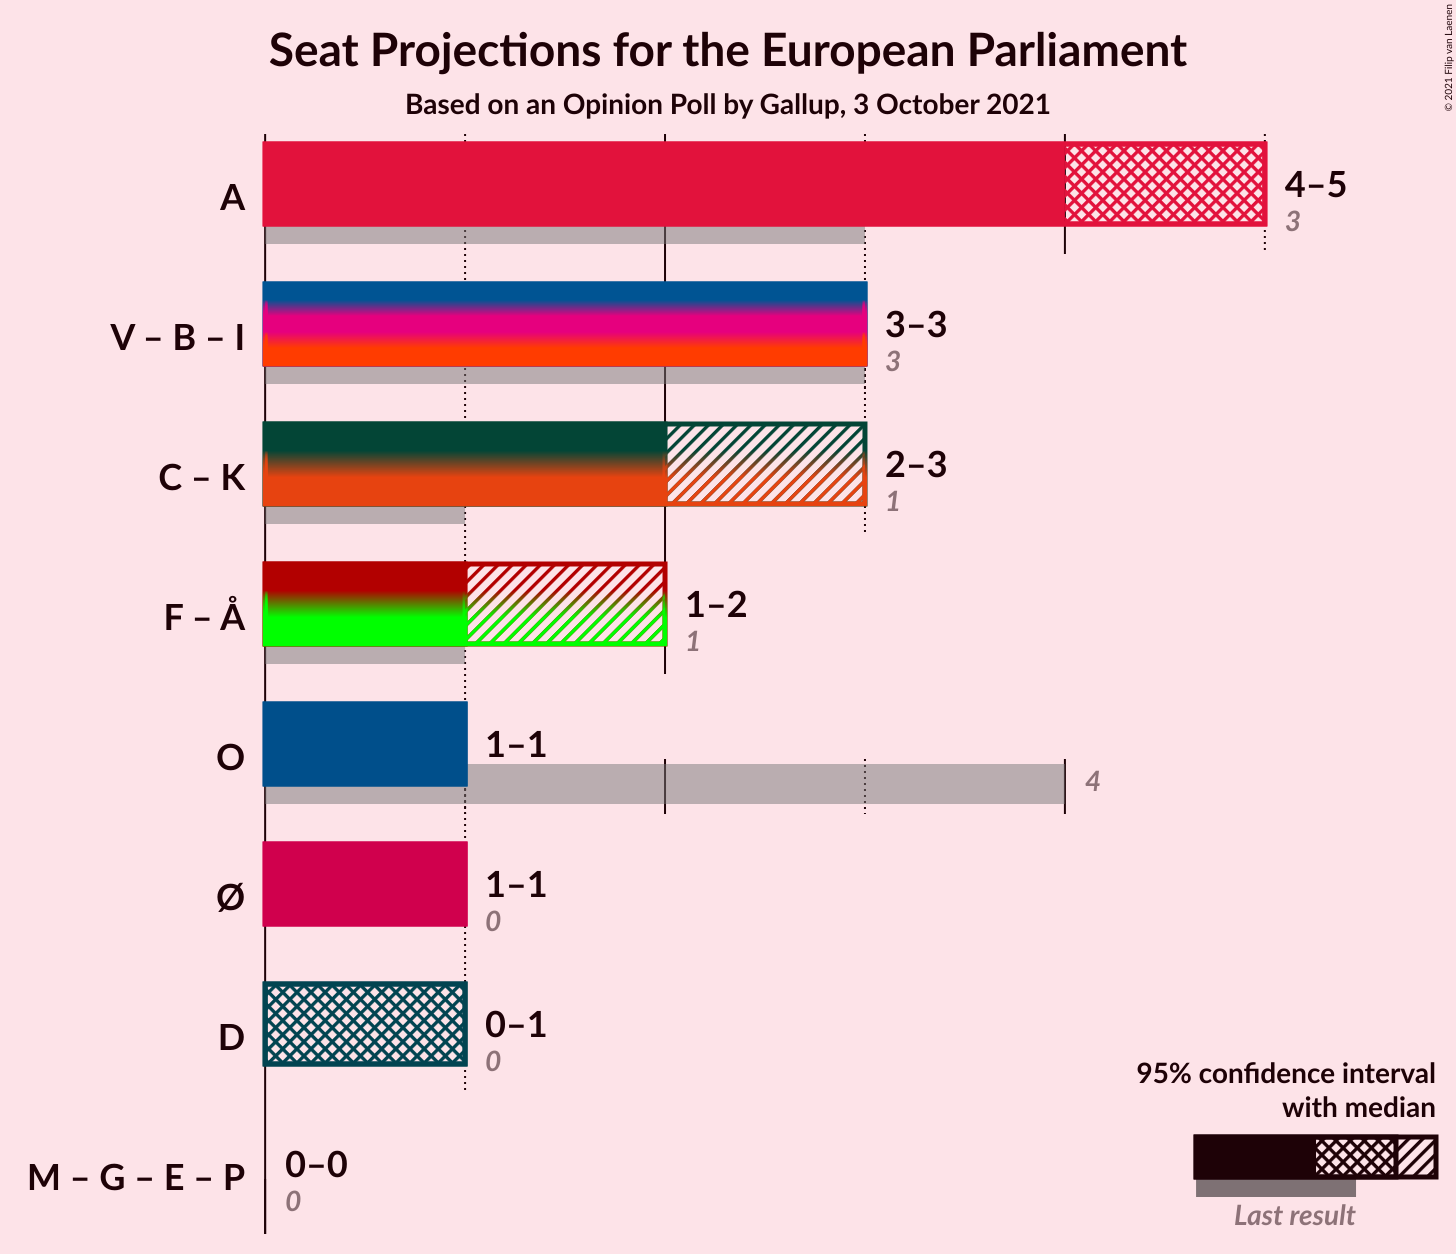 Seat Projections for the European Parliament
Based on an Opinion Poll by Gallup, 3 October 2021
© 2021 Filip van Laenen
A
4–5
3
V – B – I
3–3
3
C – K
2–3
1
F – Å
1–2
1
O
1–1
4
Ø
1–1
0
D
0–1
0
M – G – E – P
0–0
0
95% confidence interval
with median
Last result